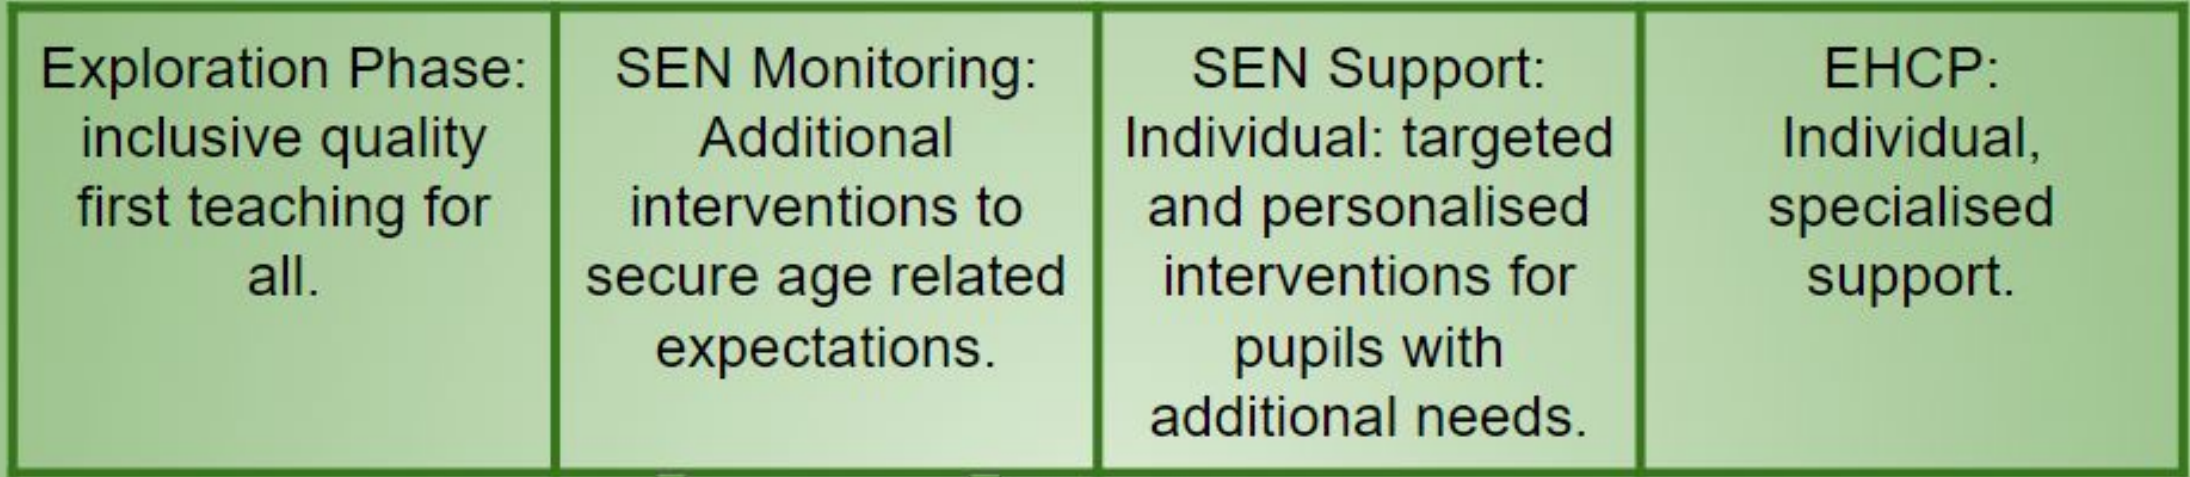 Exploration Phase:
inclusive quality
first teaching for
all.
SEN Monitoring:
Additional
interventions to
secure age related
expectations.
SEN Support:
Individual: targeted
and personalised
interventions for
pupils with
additional needs.
EHCP:
Individual,
specialised
support.